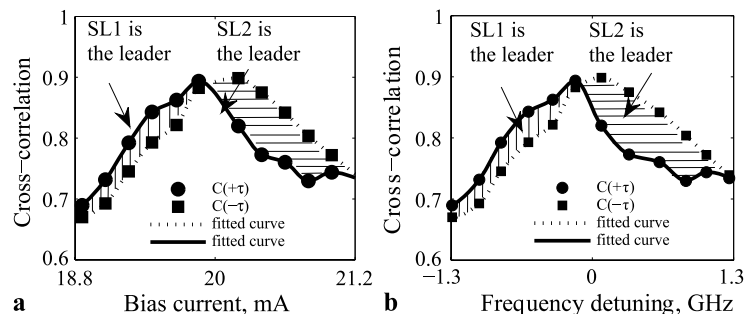 1
SL1 is
the leader
SL2 is
the leader
0.9
0.8
0.7
0.6
Cross−correlation
C(+τ)
C(−τ)
fitted curve
fitted curve
18.8
20
21.2
a
Bias current, mA
1
SL1 is
the leader
SL2 is
the leader
0.9
0.8
0.7
0.6
Cross−correlation
C(+τ)
C(−τ)
fitted curve
fitted curve
−1.3
0
1.3
b
Frequency detuning, GHz